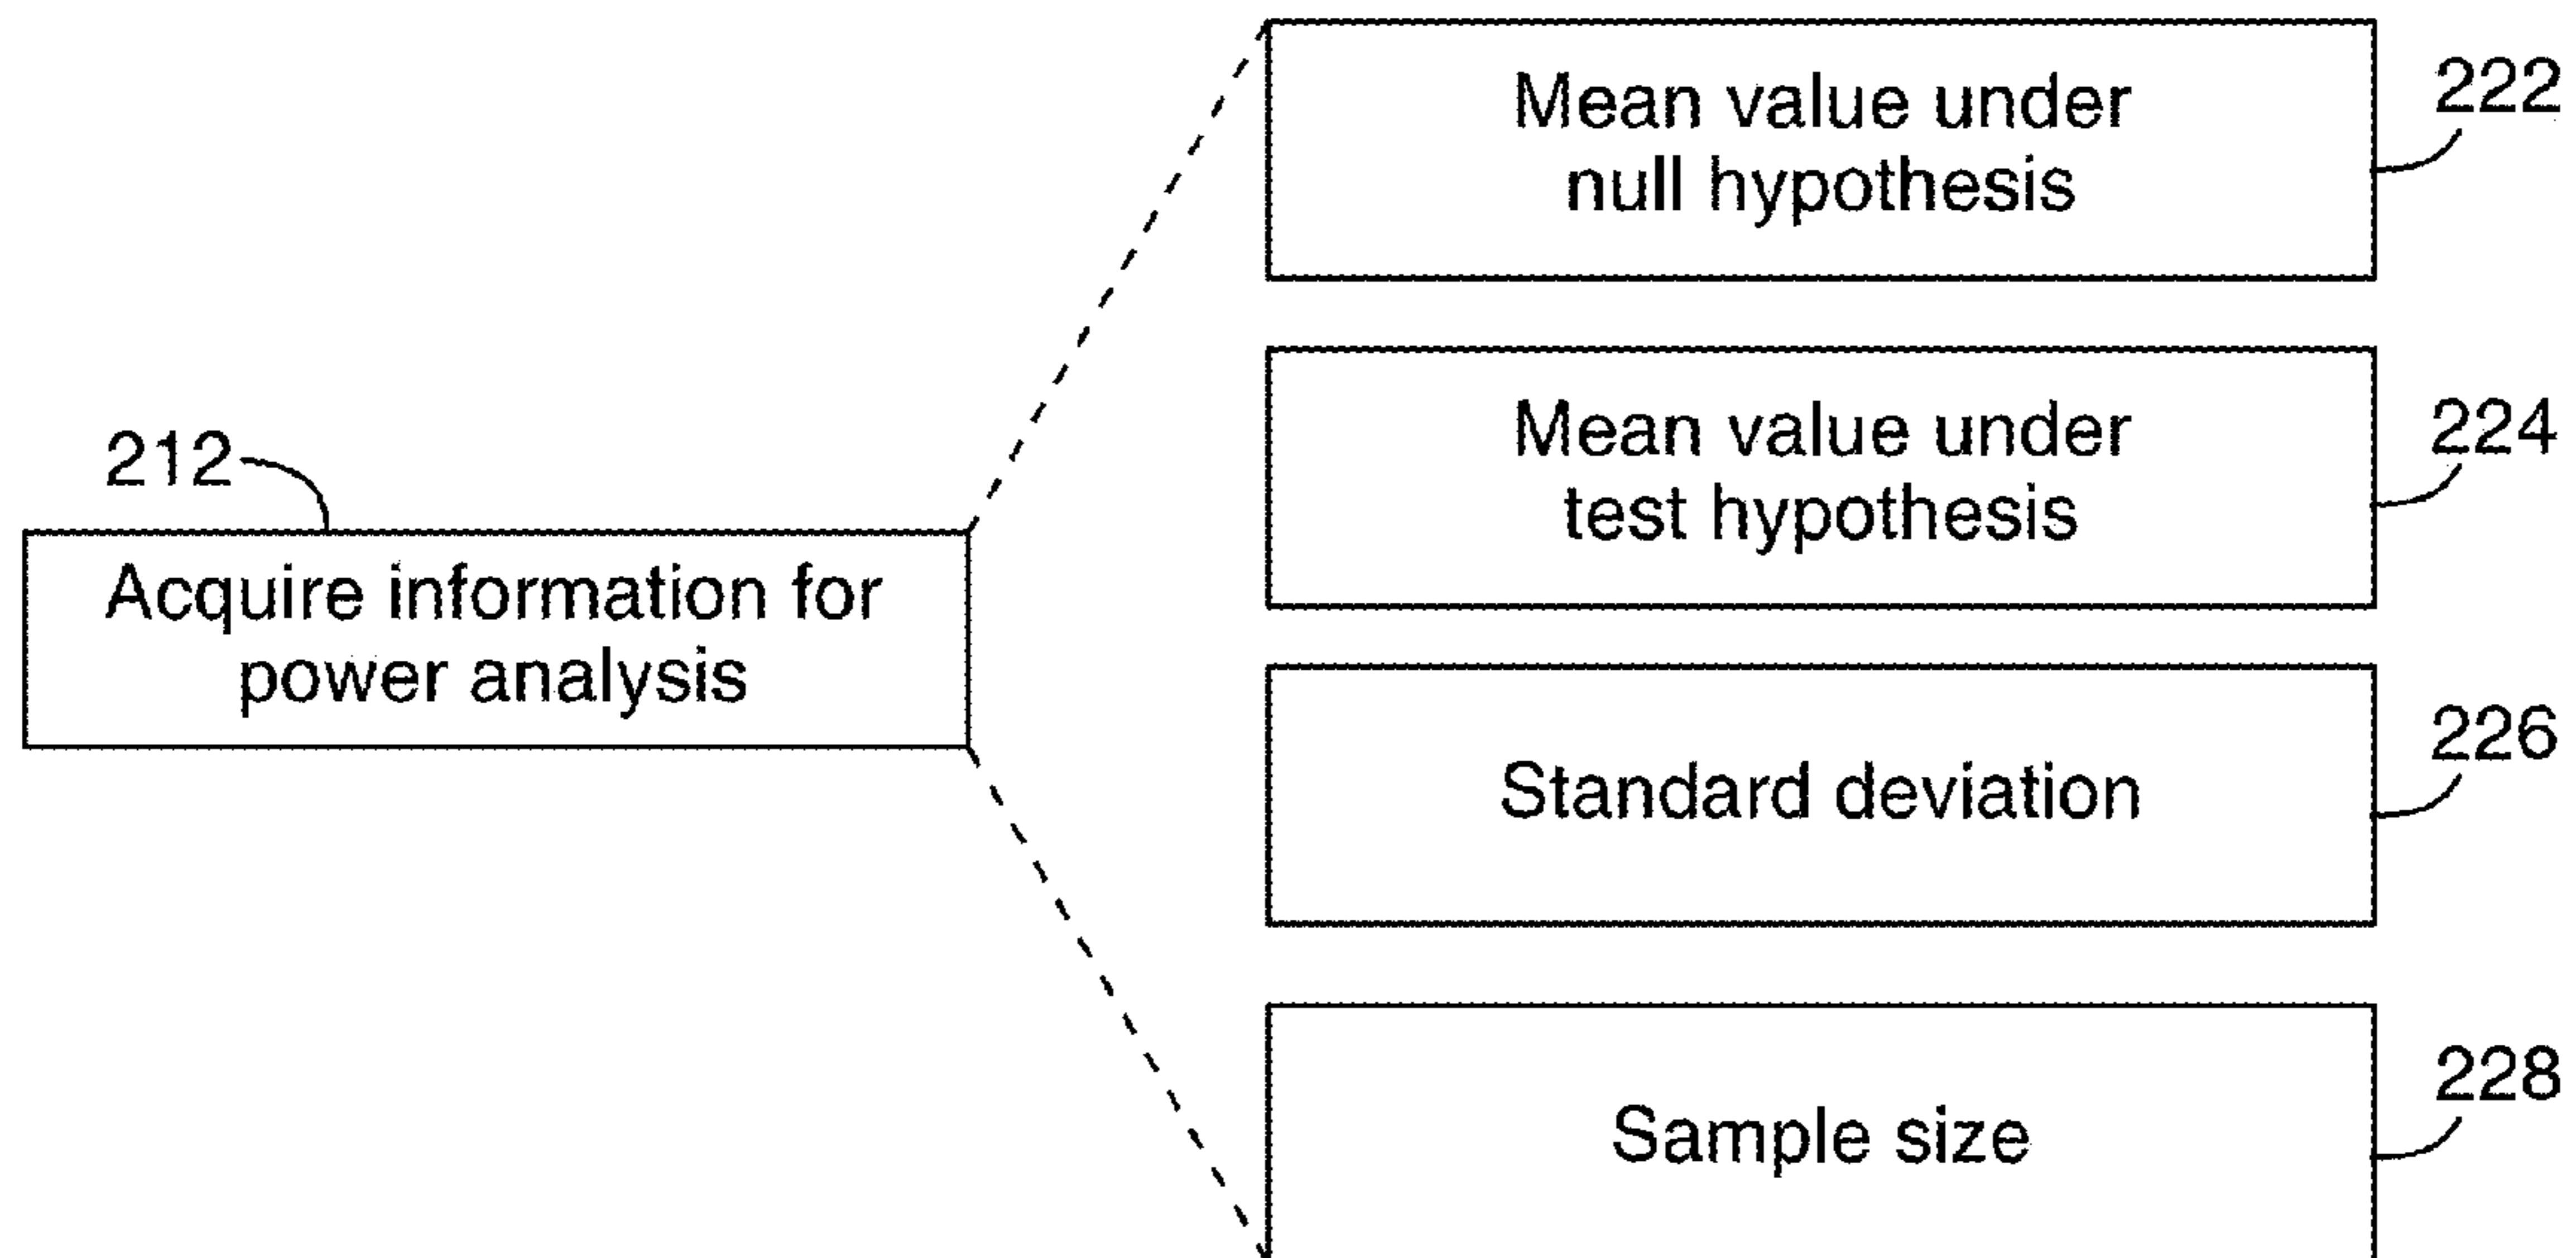 Mean value under
null hypothesis
222
Mean value under
test hypothesis
224
212
Acquire information for
power analysis
Standard deviation
226
Sample size
228